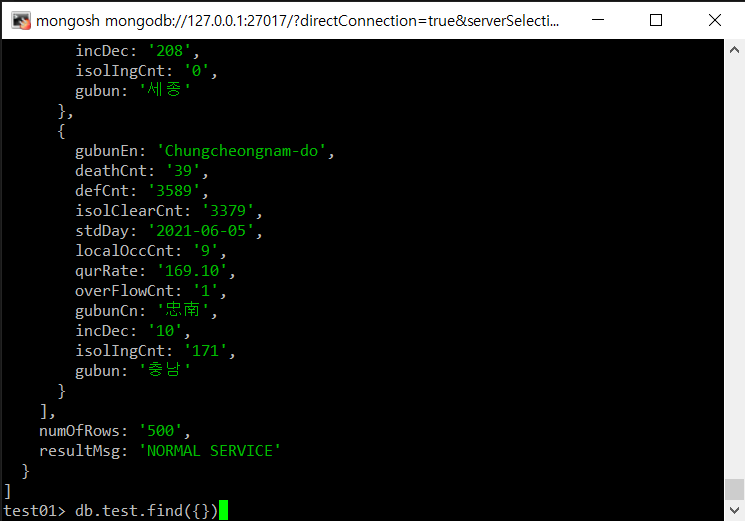 mongosh mongodb://127.0.0.1:27017/?directConnection=true&serverSelecti...
incDec: '208',
isolIngCnt: '0',
gubun: '세종'
},
{
gubunEn: 'Chungcheongnam-do',
deathCnt: '39',
defCnt: '3589',
isolClearCnt: '3379',
stdDay: '2021-06-05',
localOccCnt: '9',
qurRate: '169.10',
overFlowCnt: '1',
gubunCn: '忠南',
incDec: '10',
isolIngCnt: '171',
gubun: '충남'
}
],
numOfRows: '500',
resultMsg: 'NORMAL SERVICE'
}
]
test01> db.test.find({})